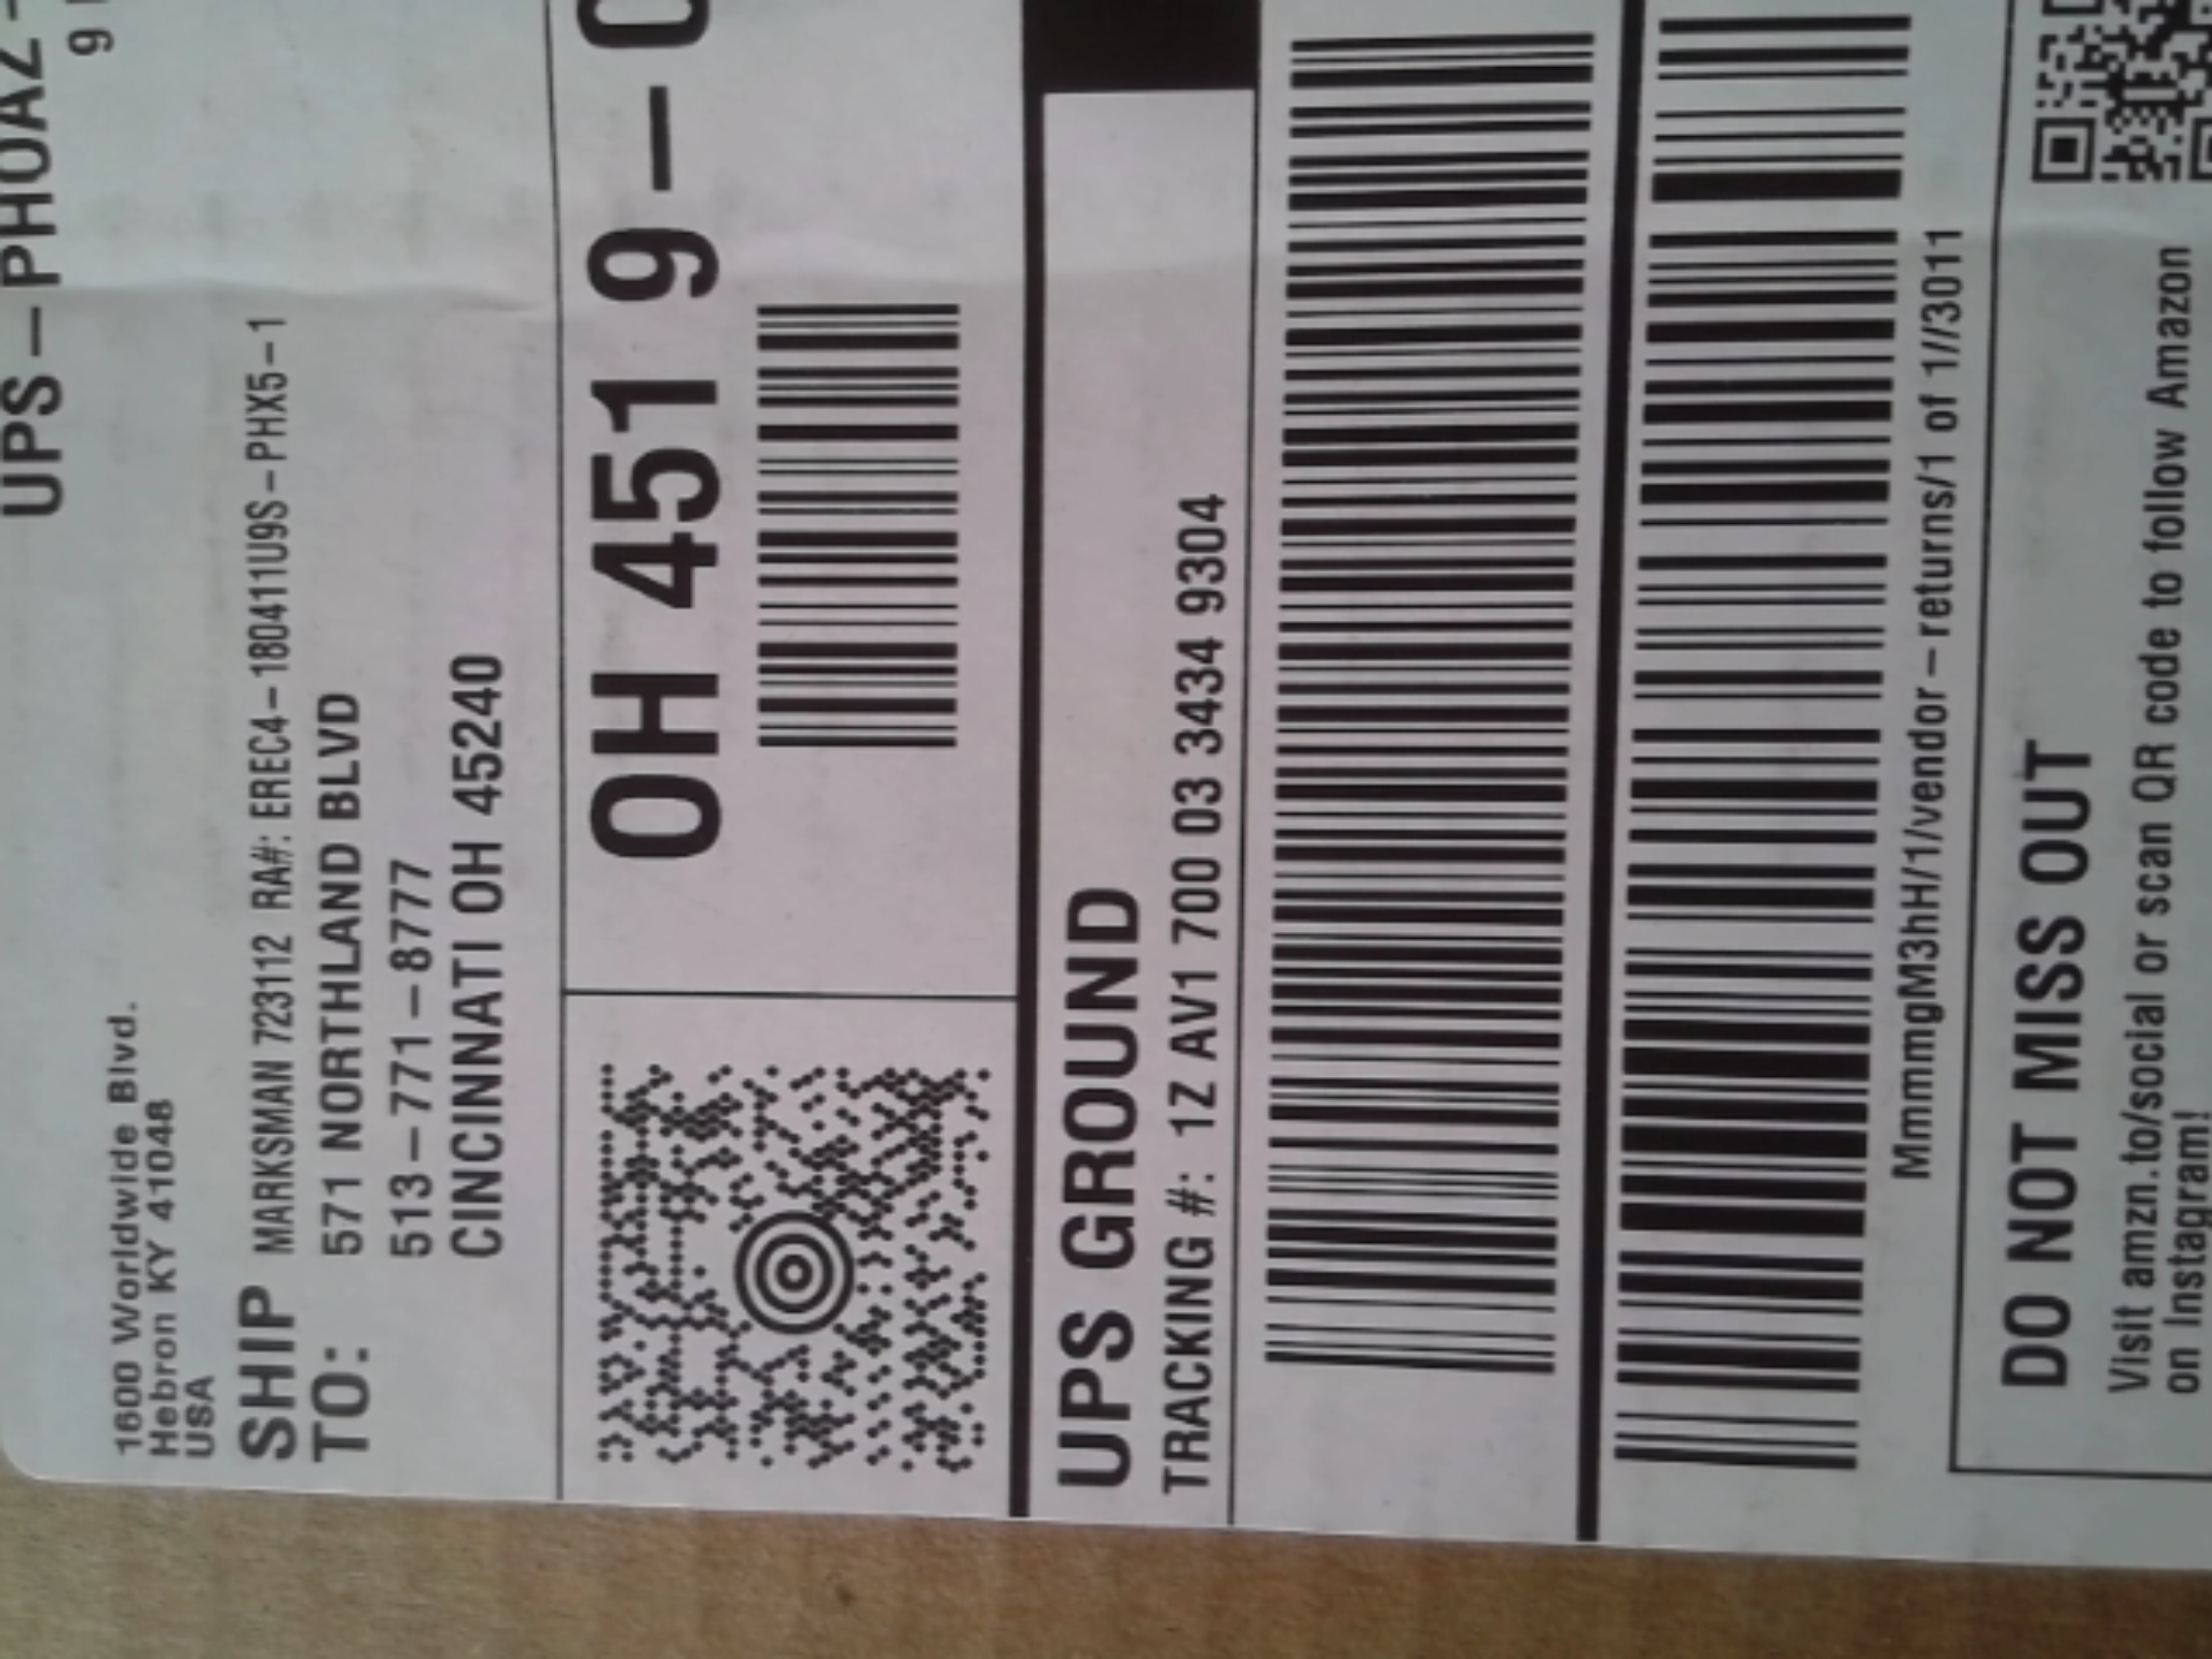 UPS – PHOAZ –
9
1600 Worldwide Blvd.
Hebron KY 41048
USA
SHIP
TO:
MARKSMAN 723112 RA#: EREC4–180411U9S–PHX5–1
571 NORTHLAND BLVD
513–771–8777
CINCINNATI OH 45240
OH 451 9–0
UPS GROUND
TRACKING #: 1Z AV1 700 03 3434 9304
MmmmgM3hH/1/vendor–returns/1 of 1//3011
DO NOT MISS OUT
Visit amzn.to/social or scan QR code to follow Amazon
on Instagram!